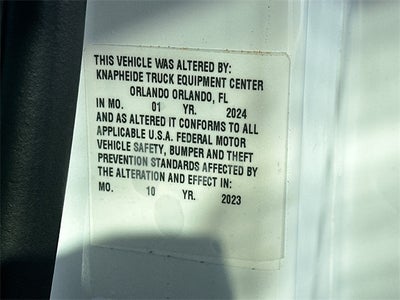 THIS VEHICLE WAS ALTERED BY:
KNAPHEIDE TRUCK EQUIPMENT CENTER
ORLANDO ORLANDO, FL
IN MO. 01 YR. 2024
AND AS ALTERED IT CONFORMS TO ALL
APPLICABLE U.S.A. FEDERAL MOTOR
VEHICLE SAFETY, BUMPER AND THEFT
PREVENTION STANDARDS AFFECTED BY
THE ALTERATION AND EFFECT IN:
MO. 10 YR. 2023